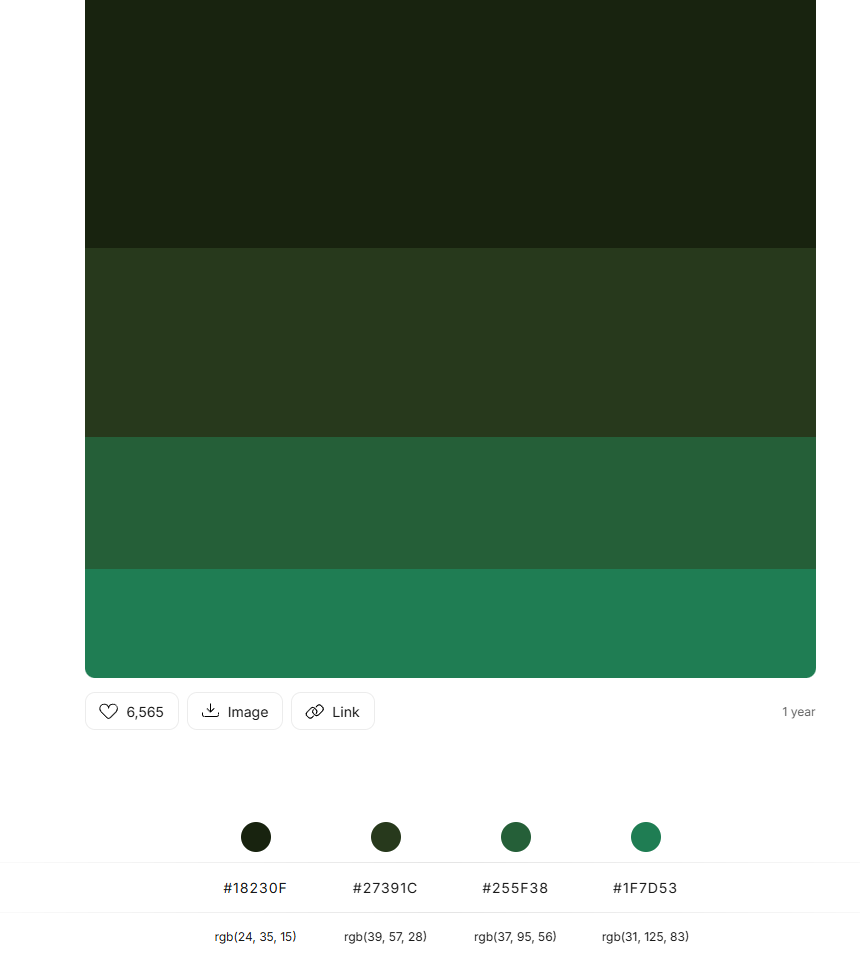 6,565 Image Link 1 year
#18230F #27391C #255F38 #1F7D53
rgb(24, 35, 15) rgb(39, 57, 28) rgb(37, 95, 56) rgb(31, 125, 83)